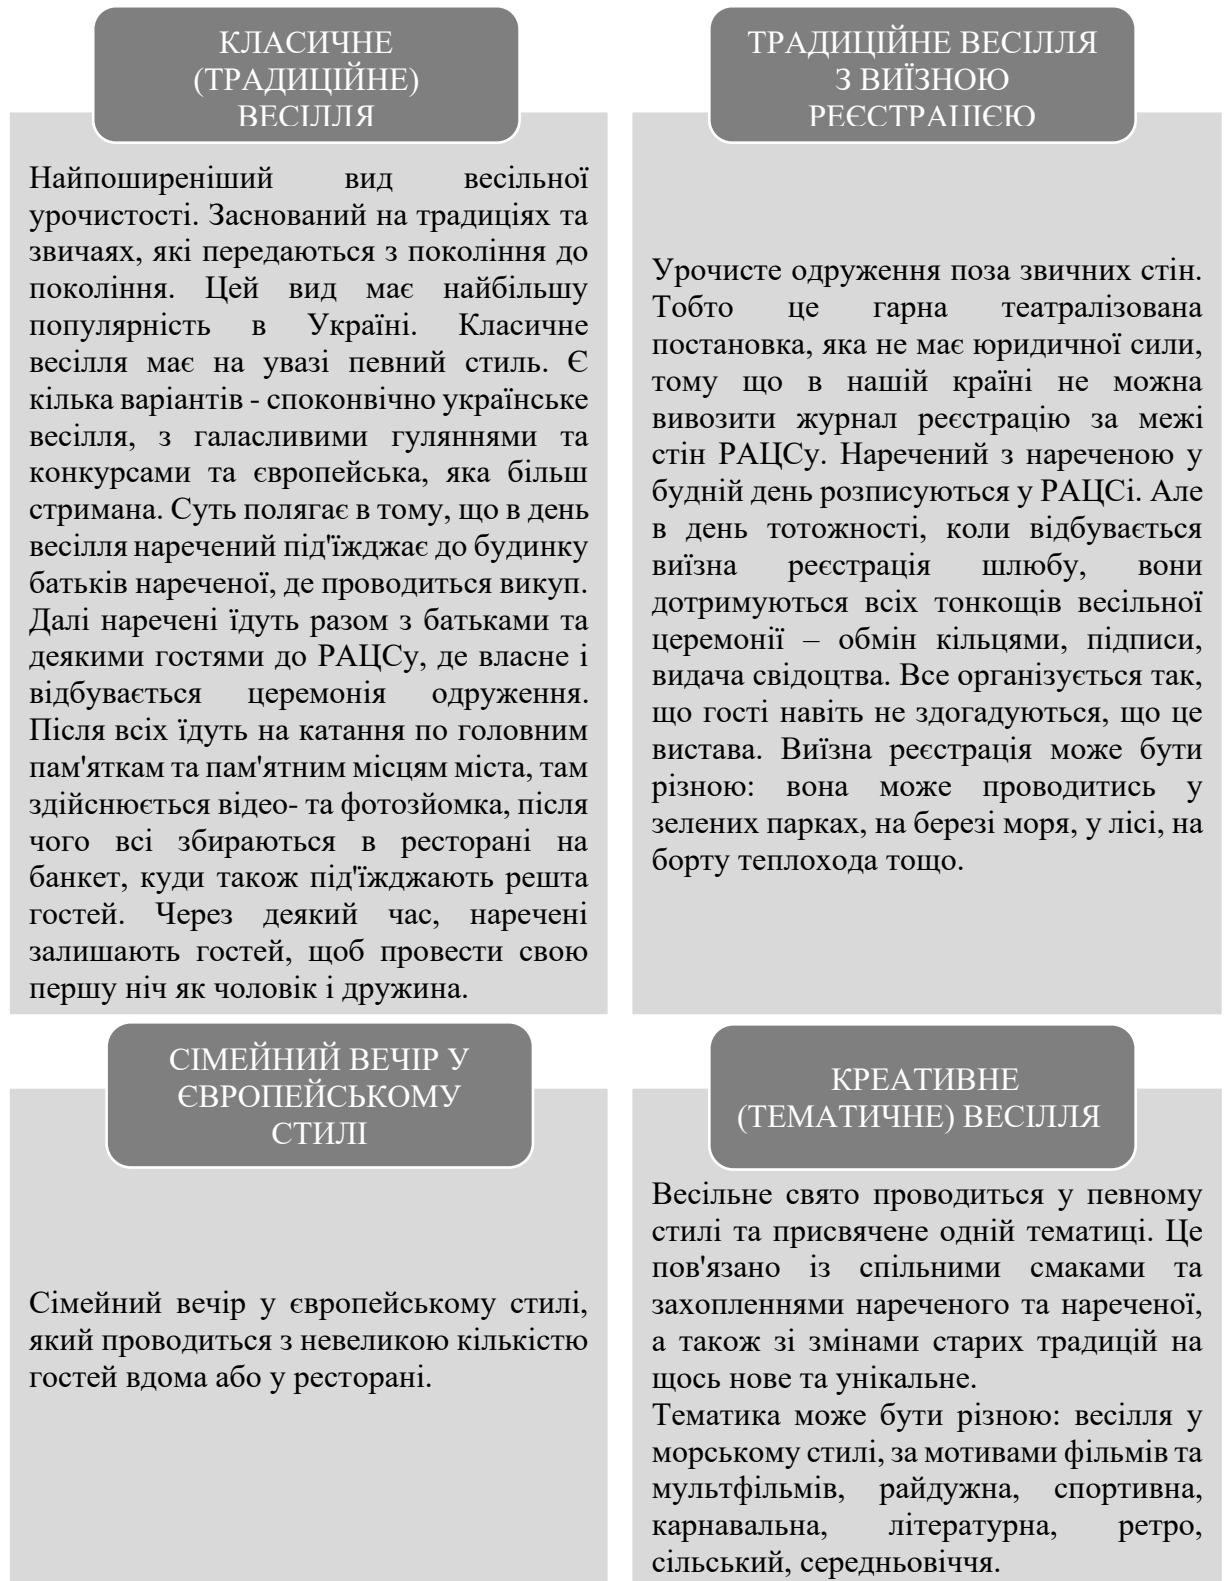 КЛАСИЧНЕ
(ТРАДИЦІЙНЕ)
ВЕСІЛЛЯ
Найпоширеніший вид весільної
урочистості. Заснований на традиціях та
звичаях, які передаються з покоління до
покоління. Цей вид має найбільшу
популярність в Україні. Класичне
весілля має на увазі певний стиль. Є
кілька варіантів - споконвічно українське
весілля, з галасливими гуляннями та
конкурсами та європейська, яка більш
стримана. Суть полягає в тому, що в день
весілля наречений під'їжджає до будинку
батьків нареченої, де проводиться викуп.
Далі наречені їдуть разом з батьками та
деякими гостями до РАЦСу, де власне і
відбувається церемонія одруження.
Після всіх їдуть на катання по головним
пам'яткам та пам'ятним місцям міста, там
здійснюється відео- та фотозйомка, після
чого всі збираються в ресторані на
банкет, куди також під'їжджають решта
гостей. Через деякий час, наречені
залишають гостей, щоб провести свою
першу ніч як чоловік і дружина.
ТРАДИЦІЙНЕ ВЕСІЛЛЯ
З ВИЇЗНОЮ
РЕЄСТРАЦІЄЮ
Урочисте одруження поза звичних стін.
Тобто це гарна театралізована
постановка, яка не має юридичної сили,
тому що в нашій країні не можна
вивозити журнал реєстрацію за межі
стін РАЦСу. Наречений з нареченою у
будній день розписуються у РАЦСі. Але
в день тотожності, коли відбувається
виїзна реєстрація шлюбу, вони
дотримуються всіх тонкощів весільної
церемонії – обмін кільцями, підписи,
видача свідоцтва. Все організується так,
що гості навіть не здогадуються, що це
вистава. Виїзна реєстрація може бути
різною: вона може проводитись у
зелених парках, на березі моря, у лісі, на
борту теплохода тощо.
СІМЕЙНИЙ ВЕЧІР У
ЄВРОПЕЙСЬКОМУ
СТИЛІ
Сімейний вечір у європейському стилі,
який проводиться з невеликою кількістю
гостей вдома або у ресторані.
КРЕАТИВНЕ
(ТЕМАТИЧНЕ) ВЕСІЛЛЯ
Весільне свято проводиться у певному
стилі та присвячене одній тематиці. Це
пов'язано із спільними смаками та
захопленнями нареченого та нареченої,
а також зі змінами старих традицій на
щось нове та унікальне.
Тематика може бути різною: весілля у
морському стилі, за мотивами фільмів та
мультфільмів, райдужна, спортивна,
карнавальна, літературна, ретро,
сільський, середньовіччя.